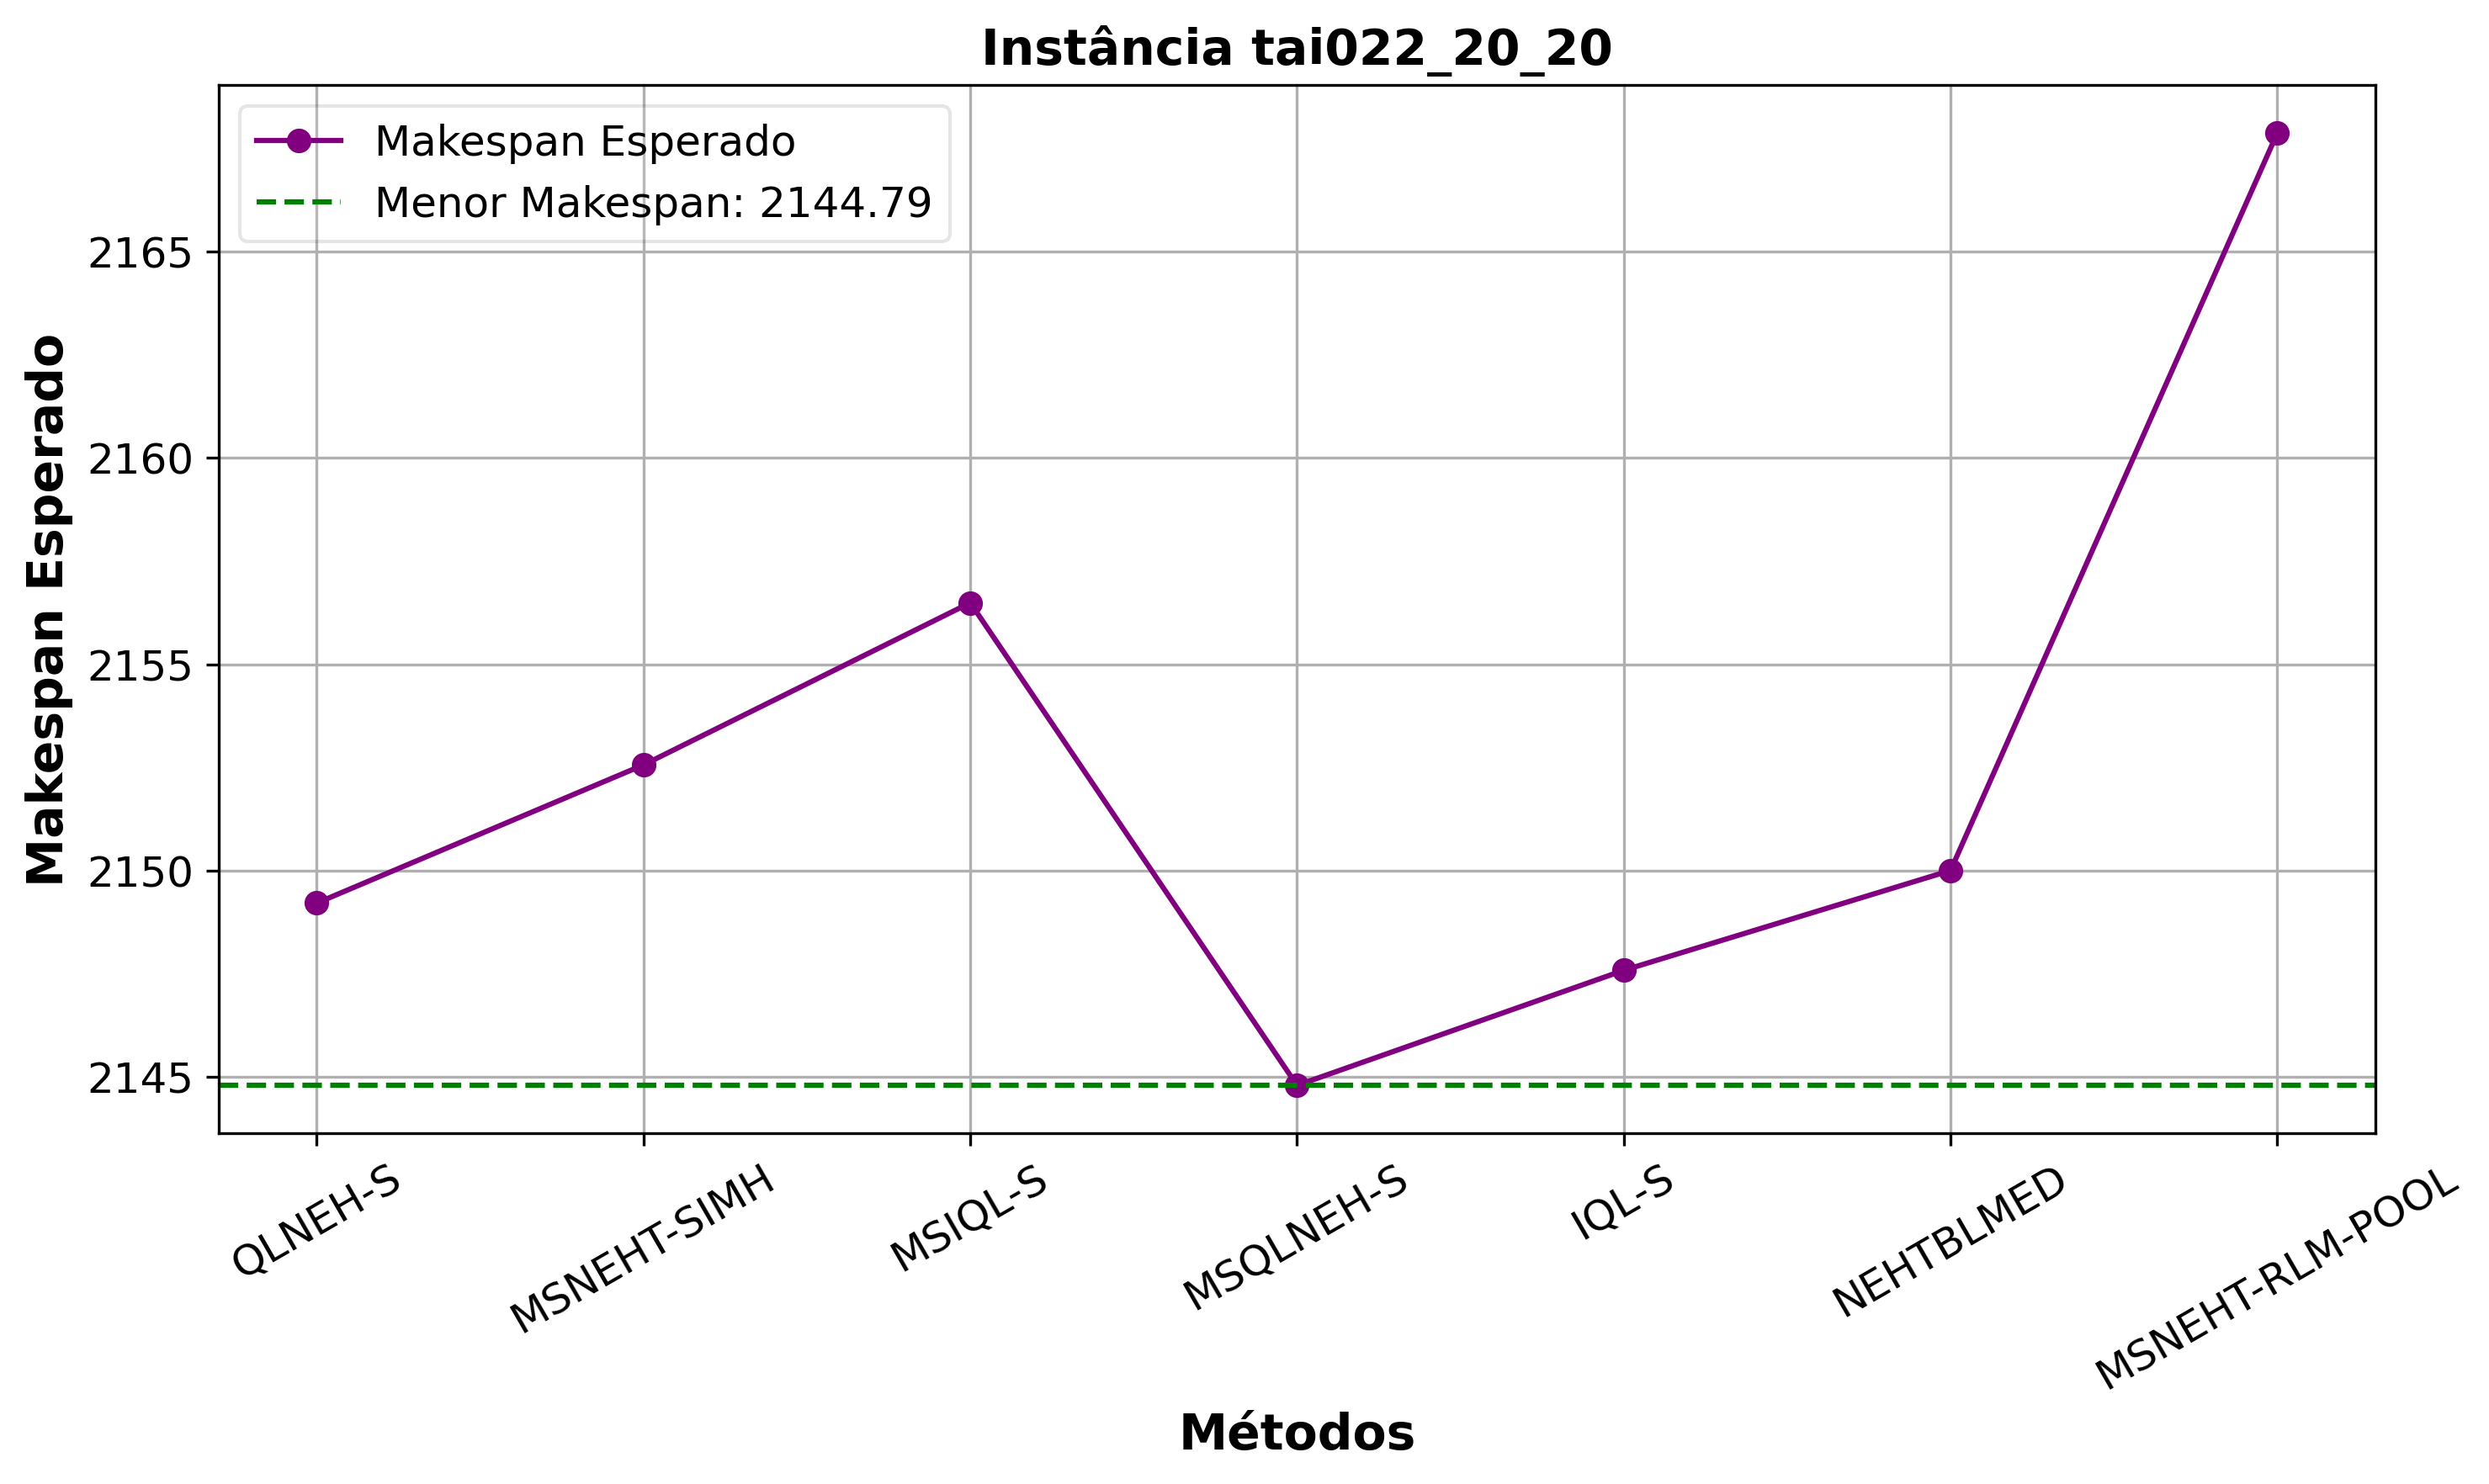 Instância tai022_20_20
Makespan Esperado
Menor Makespan: 2144.79
Makespan Esperado
2165
2160
2155
2150
2145
QLNEH-S
MSNEHT-SIMH
MSIQL-S
MSQLNEH-S
IQL-S
NEHTBLMED
MSNEHT-RLM-POOL
Métodos